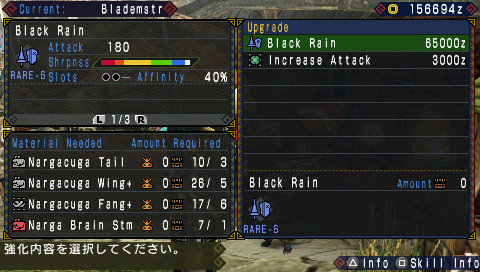 Current: Blademstr
156694z
Black Rain
Attack 180
Shrpnss
RARE-6 Slots Affinity 40%
L 1/3 R
Material Needed Amount Required
Nargacuga Tail 0 10/ 3
Nargacuga Wing+ 0 26/ 5
Nargacuga Fang+ 0 17/ 6
Narga Brain Stm 0 7/ 1
強化内容を選択してください。
Upgrade
Black Rain 65000z
Increase Attack 3000z
Black Rain Amount 0
RARE-6
Info Skill Info